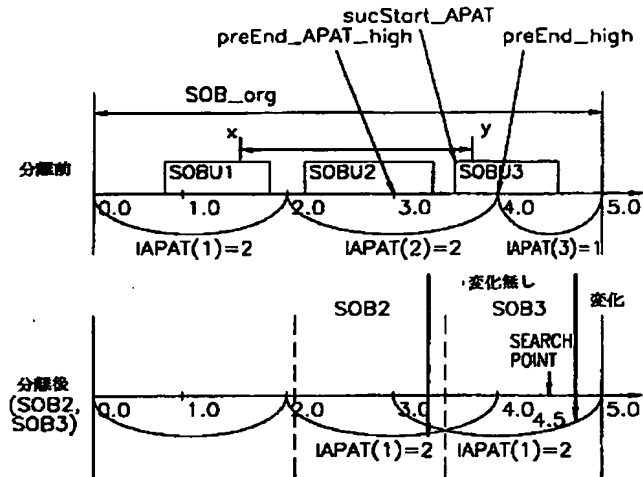 sucStart_APAT
preEnd_APAT_high
preEnd_high
SOB_org
x
y
分離前
SOBU1
SOBU2
SOBU3
0.0 1.0 2.0 3.0 4.0 5.0
IAPAT(1)=2
IAPAT(2)=2
IAPAT(3)=1
変化無し
変化
SOB2
SOB3
SEARCH
POINT
分離後
(SOB2,
SOB3)
0.0 1.0 2.0 3.0 4.0 4.5 5.0
IAPAT(1)=2
IAPAT(1)=2